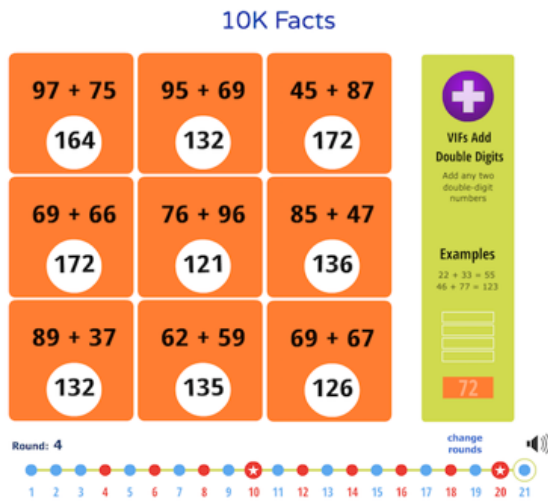 10K Facts
97 + 75 95 + 69 45 + 87
164 132 172
69 + 66 76 + 96 85 + 47
172 121 136
89 + 37 62 + 59 69 + 67
132 135 126
VIFs Add
Double Digits
Add any two
double-digit
numbers
Examples
22 + 33 = 55
46 + 77 = 123
72
Round: 4
change
rounds
1 2 3 4 5 6 7 8 9 10 11 12 13 14 15 16 17 18 19 20 21